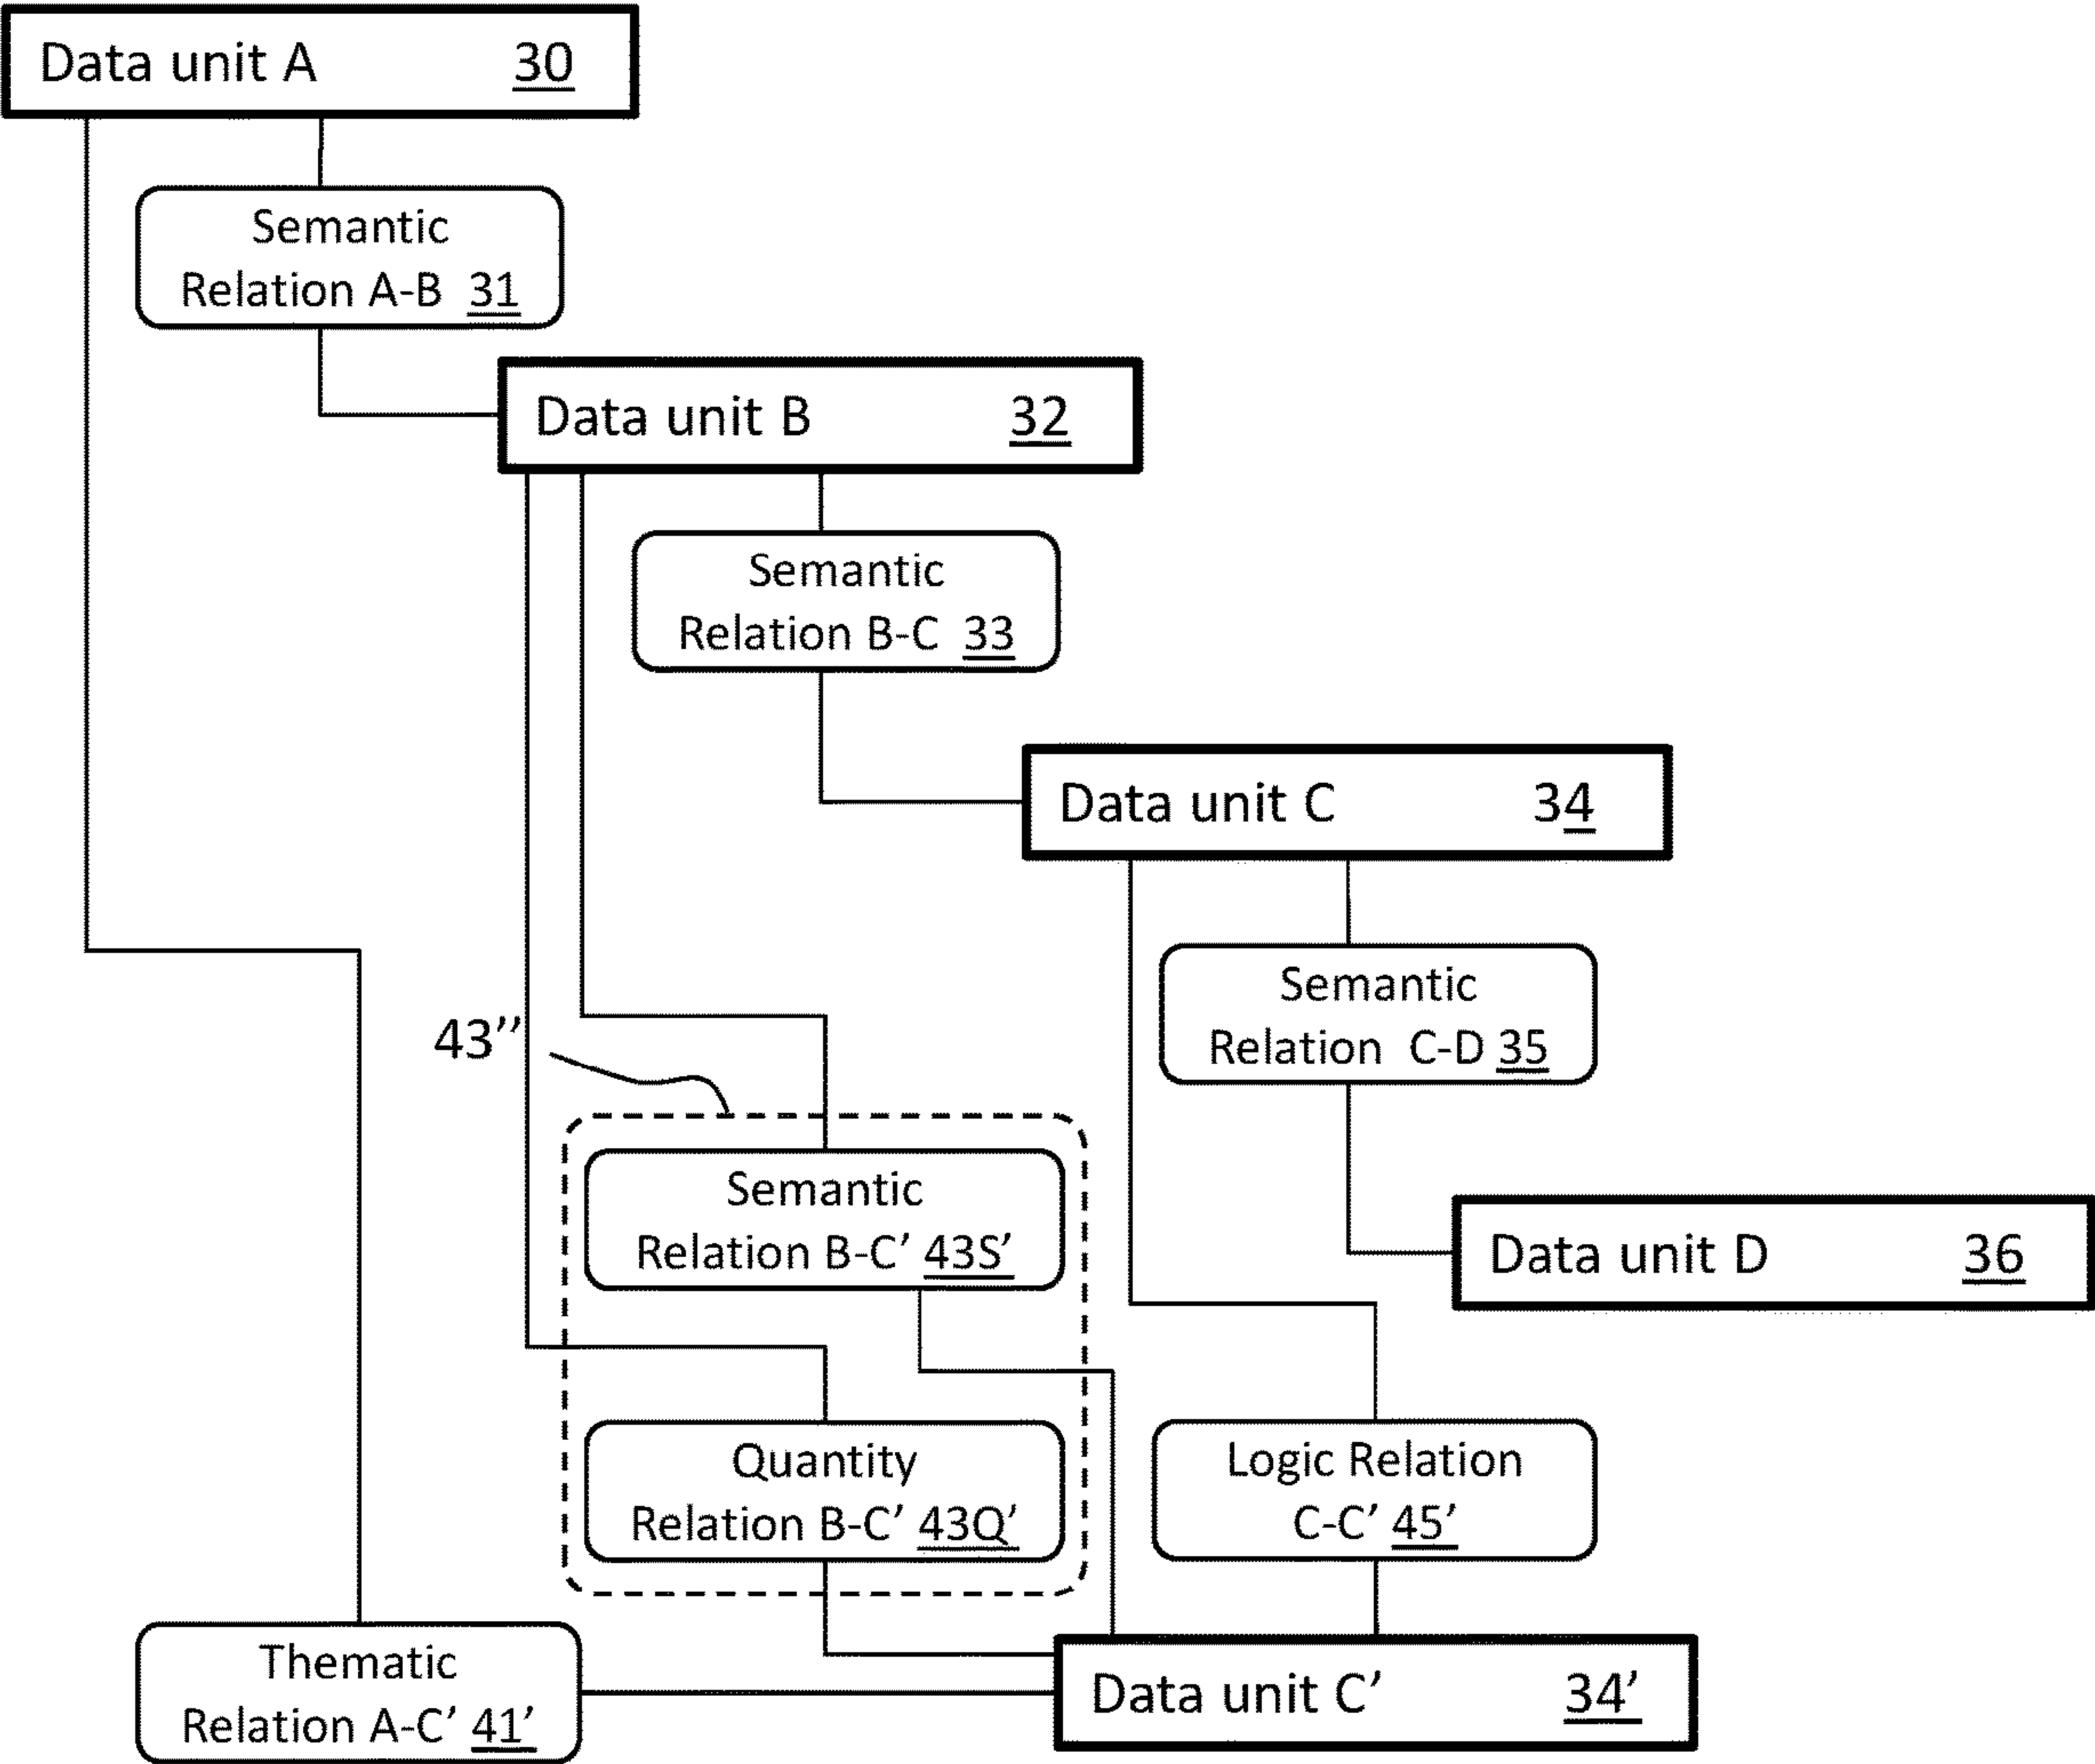 Data unit A 30
Semantic
Relation A-B 31
Data unit B 32
Semantic
Relation B-C 33
Data unit C 34
Semantic
Relation C-D 35
43’’
Semantic
Relation B-C’ 43S’
Data unit D 36
Quantity
Relation B-C’ 43Q’
Logic Relation
C-C’ 45’
Thematic
Relation A-C’ 41’
Data unit C’ 34’